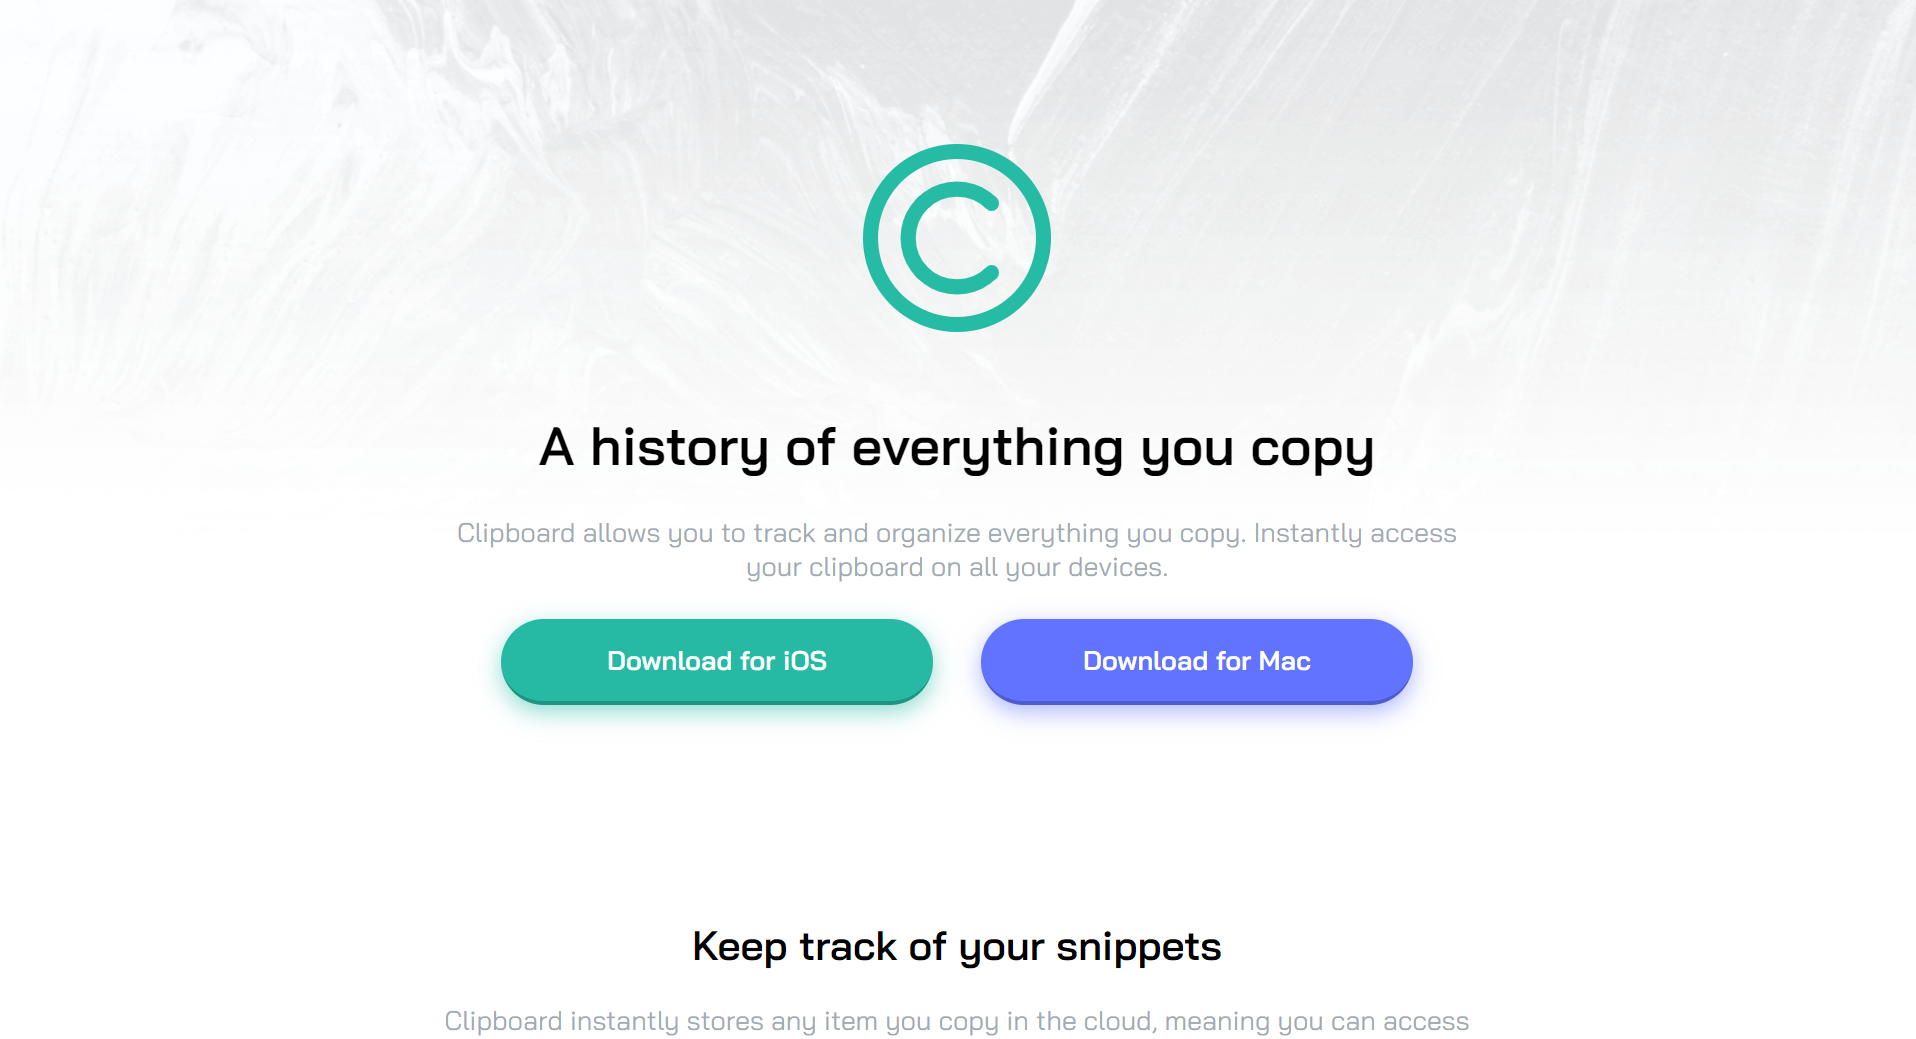 A history of everything you copy
Clipboard allows you to track and organize everything you copy. Instantly access
your clipboard on all your devices.
Download for iOS
Download for Mac
Keep track of your snippets
Clipboard instantly stores any item you copy in the cloud, meaning you can access